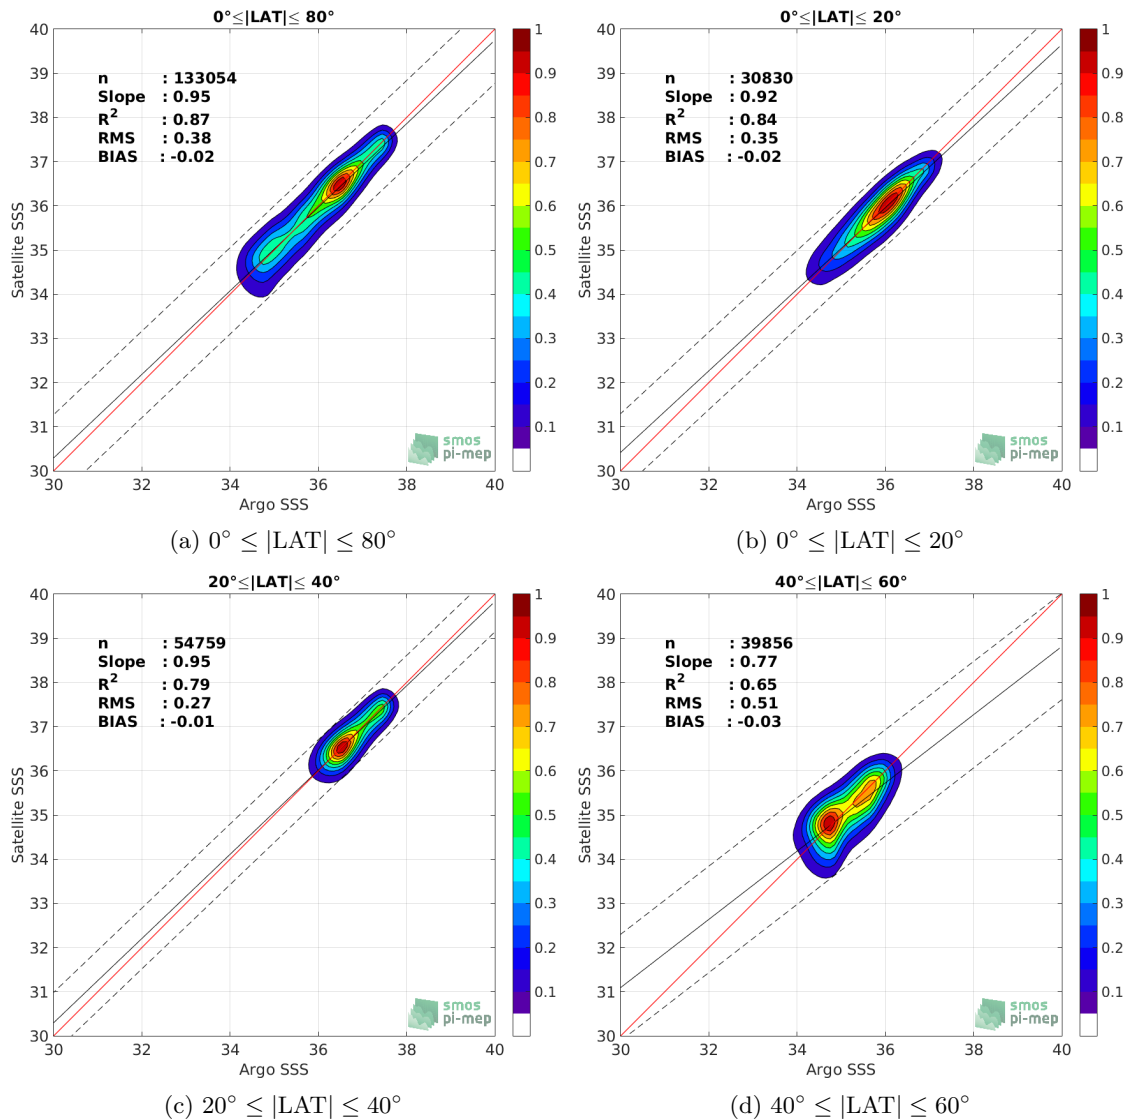 0°≤|LAT|≤ 80°
40
39
38
37
36
35
34
33
32
31
30
Satellite SSS
n : 133054
Slope : 0.95
R² : 0.87
RMS : 0.38
BIAS : -0.02
smos
pi-mep
30 32 34 36 38 40
Argo SSS
1
0.9
0.8
0.7
0.6
0.5
0.4
0.3
0.2
0.1
(a) 0° ≤ |LAT| ≤ 80°
0°≤|LAT|≤ 20°
40
39
38
37
36
35
34
33
32
31
30
Satellite SSS
n : 30830
Slope : 0.92
R² : 0.84
RMS : 0.35
BIAS : -0.02
smos
pi-mep
30 32 34 36 38 40
Argo SSS
1
0.9
0.8
0.7
0.6
0.5
0.4
0.3
0.2
0.1
(b) 0° ≤ |LAT| ≤ 20°
20°≤|LAT|≤ 40°
40
39
38
37
36
35
34
33
32
31
30
Satellite SSS
n : 54759
Slope : 0.95
R² : 0.79
RMS : 0.27
BIAS : -0.01
smos
pi-mep
30 32 34 36 38 40
Argo SSS
1
0.9
0.8
0.7
0.6
0.5
0.4
0.3
0.2
0.1
(c) 20° ≤ |LAT| ≤ 40°
40°≤|LAT|≤ 60°
40
39
38
37
36
35
34
33
32
31
30
Satellite SSS
n : 39856
Slope : 0.77
R² : 0.65
RMS : 0.51
BIAS : -0.03
smos
pi-mep
30 32 34 36 38 40
Argo SSS
1
0.9
0.8
0.7
0.6
0.5
0.4
0.3
0.2
0.1
(d) 40° ≤ |LAT| ≤ 60°